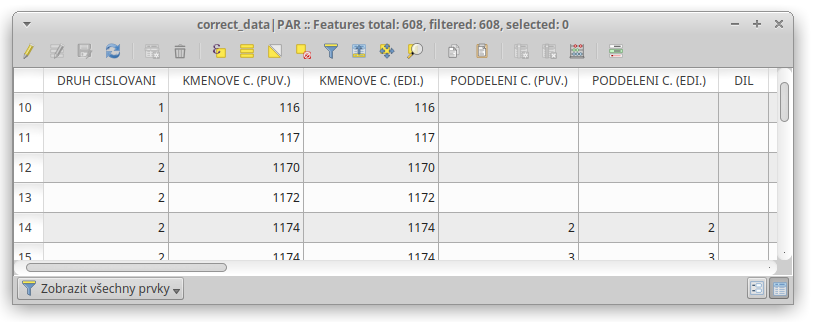 correct_data|PAR :: Features total: 608, filtered: 608, selected: 0
DRUH CISLOVANI KMENOVE C. (PUV.) KMENOVE C. (EDI.) PODDELENI C. (PUV.) PODDELENI C. (EDI.) DIL
10 1 116 116
11 1 117 117
12 2 1170 1170
13 2 1172 1172
14 2 1174 1174 2 2
15 2 1174 1174 3 3
Zobrazit všechny prvky